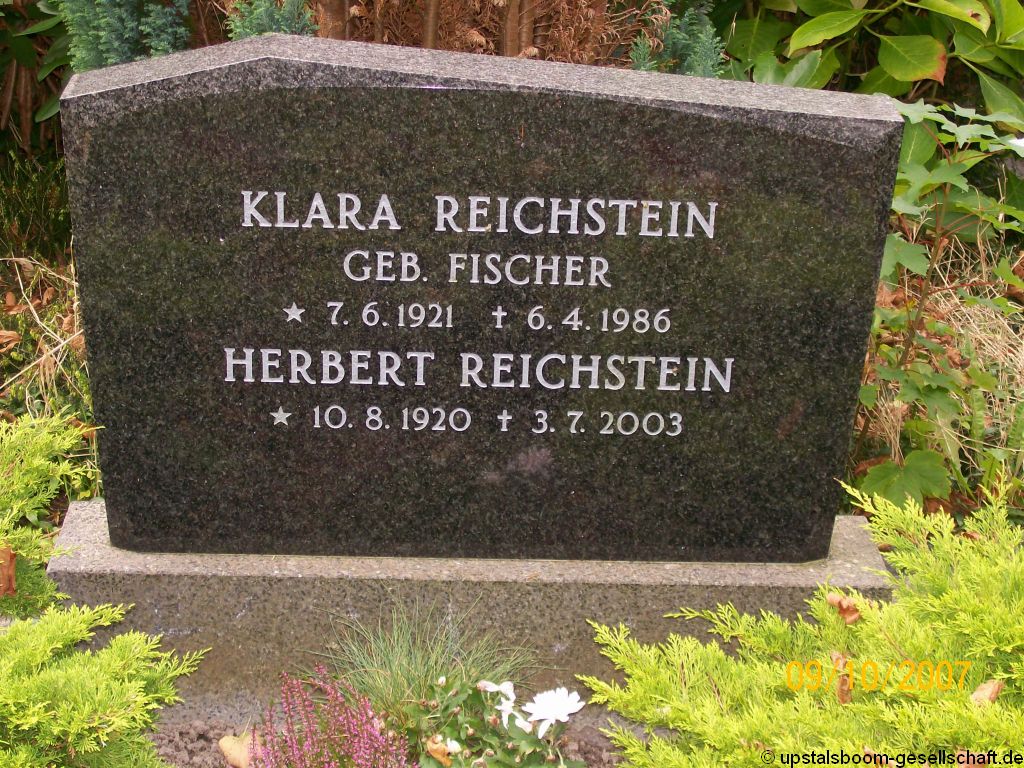 KLARA REICHSTEIN
GEB. FISCHER
★ 7. 6. 1921 ✝ 6. 4. 1986
HERBERT REICHSTEIN
★ 10. 8. 1920 ✝ 3. 7. 2003
09/10/2007
© upstalsboom-gesellschaft.de